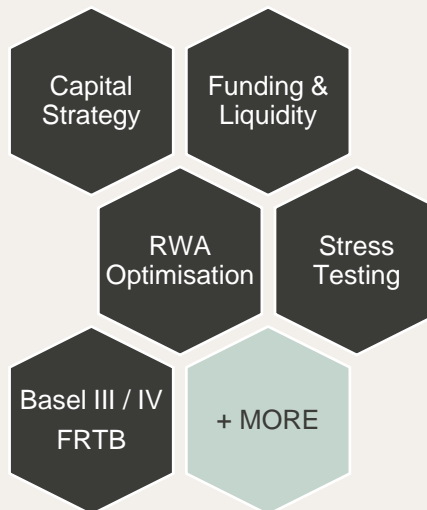 Capital
Strategy
Funding &
Liquidity
RWA
Optimisation
Stress
Testing
Basel III / IV
FRTB
+ MORE